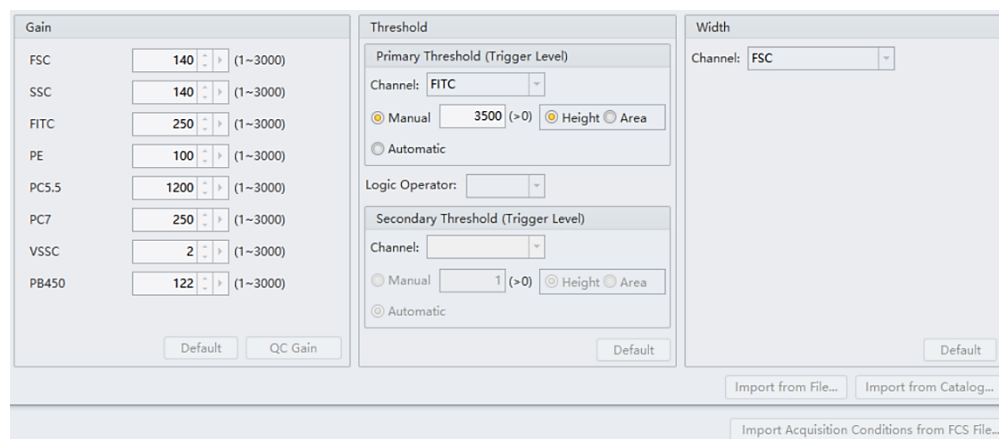 Gain
FSC 140 (1~3000)
SSC 140 (1~3000)
FITC 250 (1~3000)
PE 100 (1~3000)
PC5.5 1200 (1~3000)
PC7 250 (1~3000)
VSSC 2 (1~3000)
PB450 122 (1~3000)
Default QC Gain
Threshold
Primary Threshold (Trigger Level)
Channel: FITC
Manual 3500 (>0) Height Area
Automatic
Logic Operator:
Secondary Threshold (Trigger Level)
Channel:
Manual 1 (>0) Height Area
Automatic
Default
Width
Channel: FSC
Default
Import from File... Import from Catalog...
Import Acquisition Conditions from FCS File...